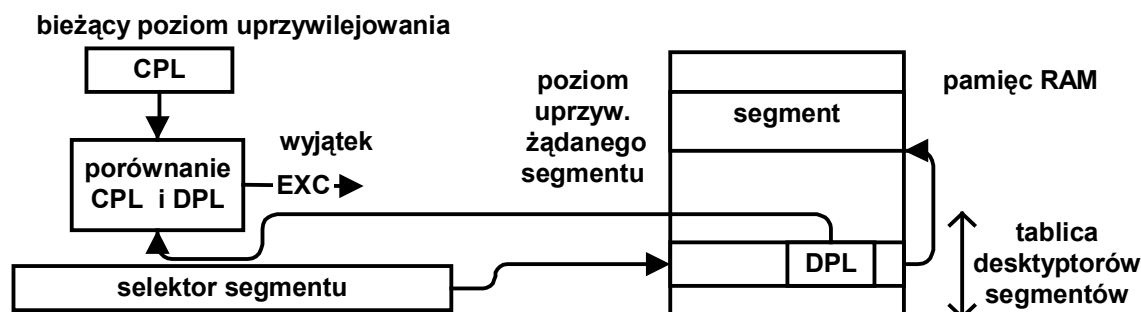 bieżący poziom uprzywilejowania
CPL
porównanie
CPL i DPL
wyjątek
EXC
selektor segmentu
poziom
uprzyw.
żądanego
segmentu
segment
DPL
pamięc RAM
tablica
desktyptorów
segmentów